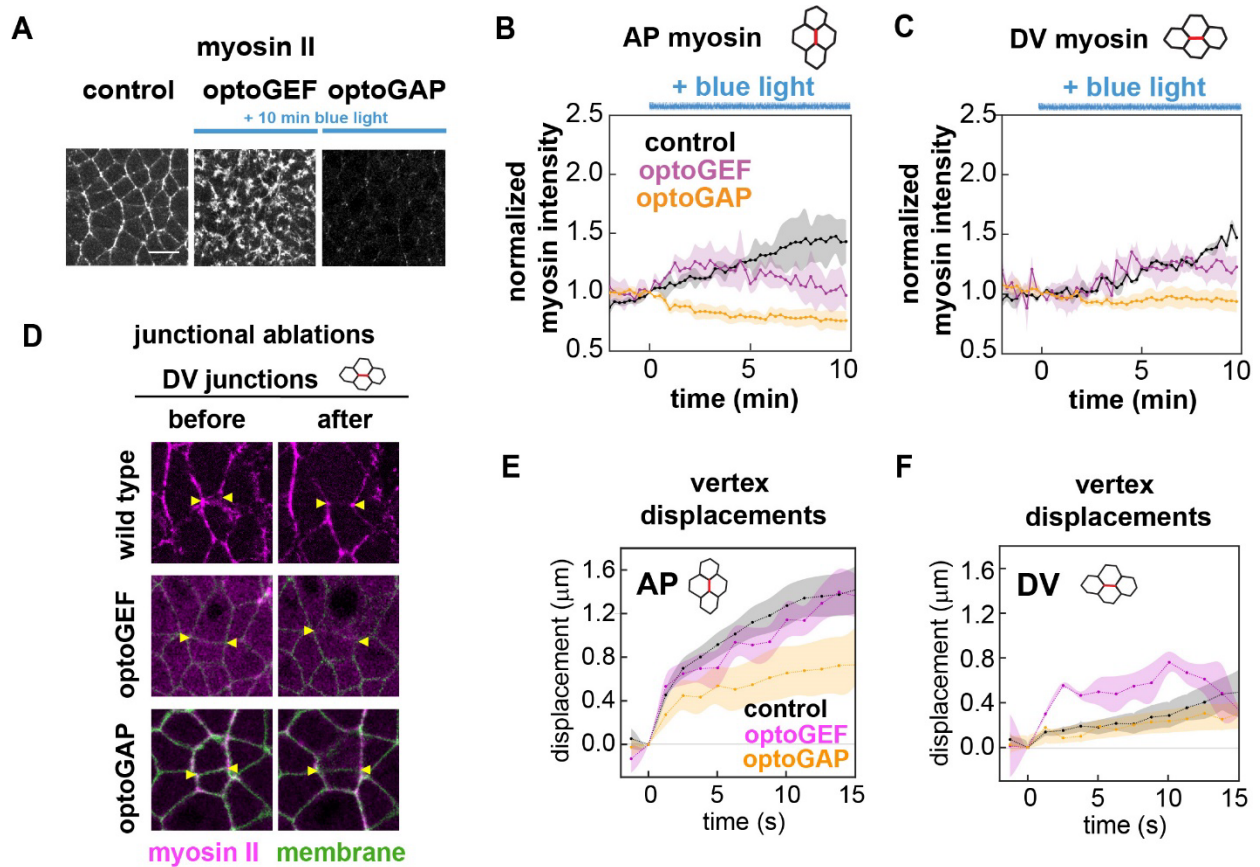 A
myosin II
control optoGEF optoGAP
+ 10 min blue light
B
AP myosin
+ blue light
normalized
myosin intensity
2.5
2.0
1.5
1.0
0.5
control
optoGEF
optoGAP
0 5 10
time (min)
C
DV myosin
+ blue light
normalized
myosin intensity
2.5
2.0
1.5
1.0
0.5
0 5 10
time (min)
D
junctional ablations
DV junctions
before after
wild type
optoGEF
optoGAP
myosin II membrane
E
vertex
displacements
AP
displacement (μm)
1.6
1.2
0.8
0.4
0.0
control
optoGEF
optoGAP
0 5 10 15
time (s)
F
vertex
displacements
DV
displacement (μm)
1.6
1.2
0.8
0.4
0.0
0 5 10 15
time (s)